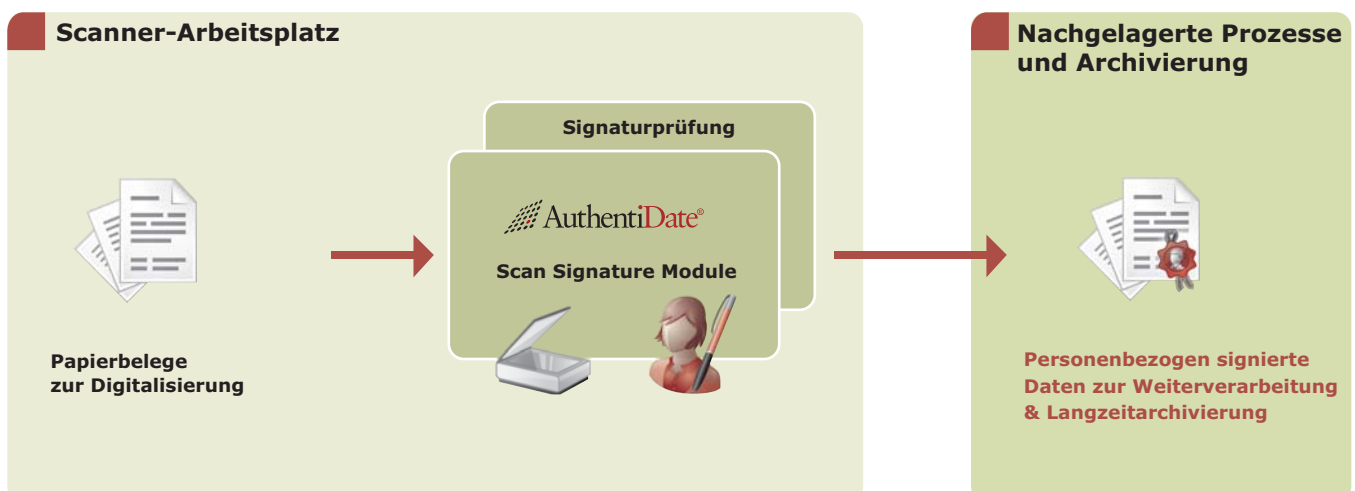 Scanner-Arbeitsplatz
Signaturprüfung
AuthentiDate®
Scan Signature Module
Papierbelege
zur Digitalisierung
Nachgelagerte Prozesse
und Archivierung
Personenbezogen signierte
Daten zur Weiterverarbeitung
& Langzeitarchivierung